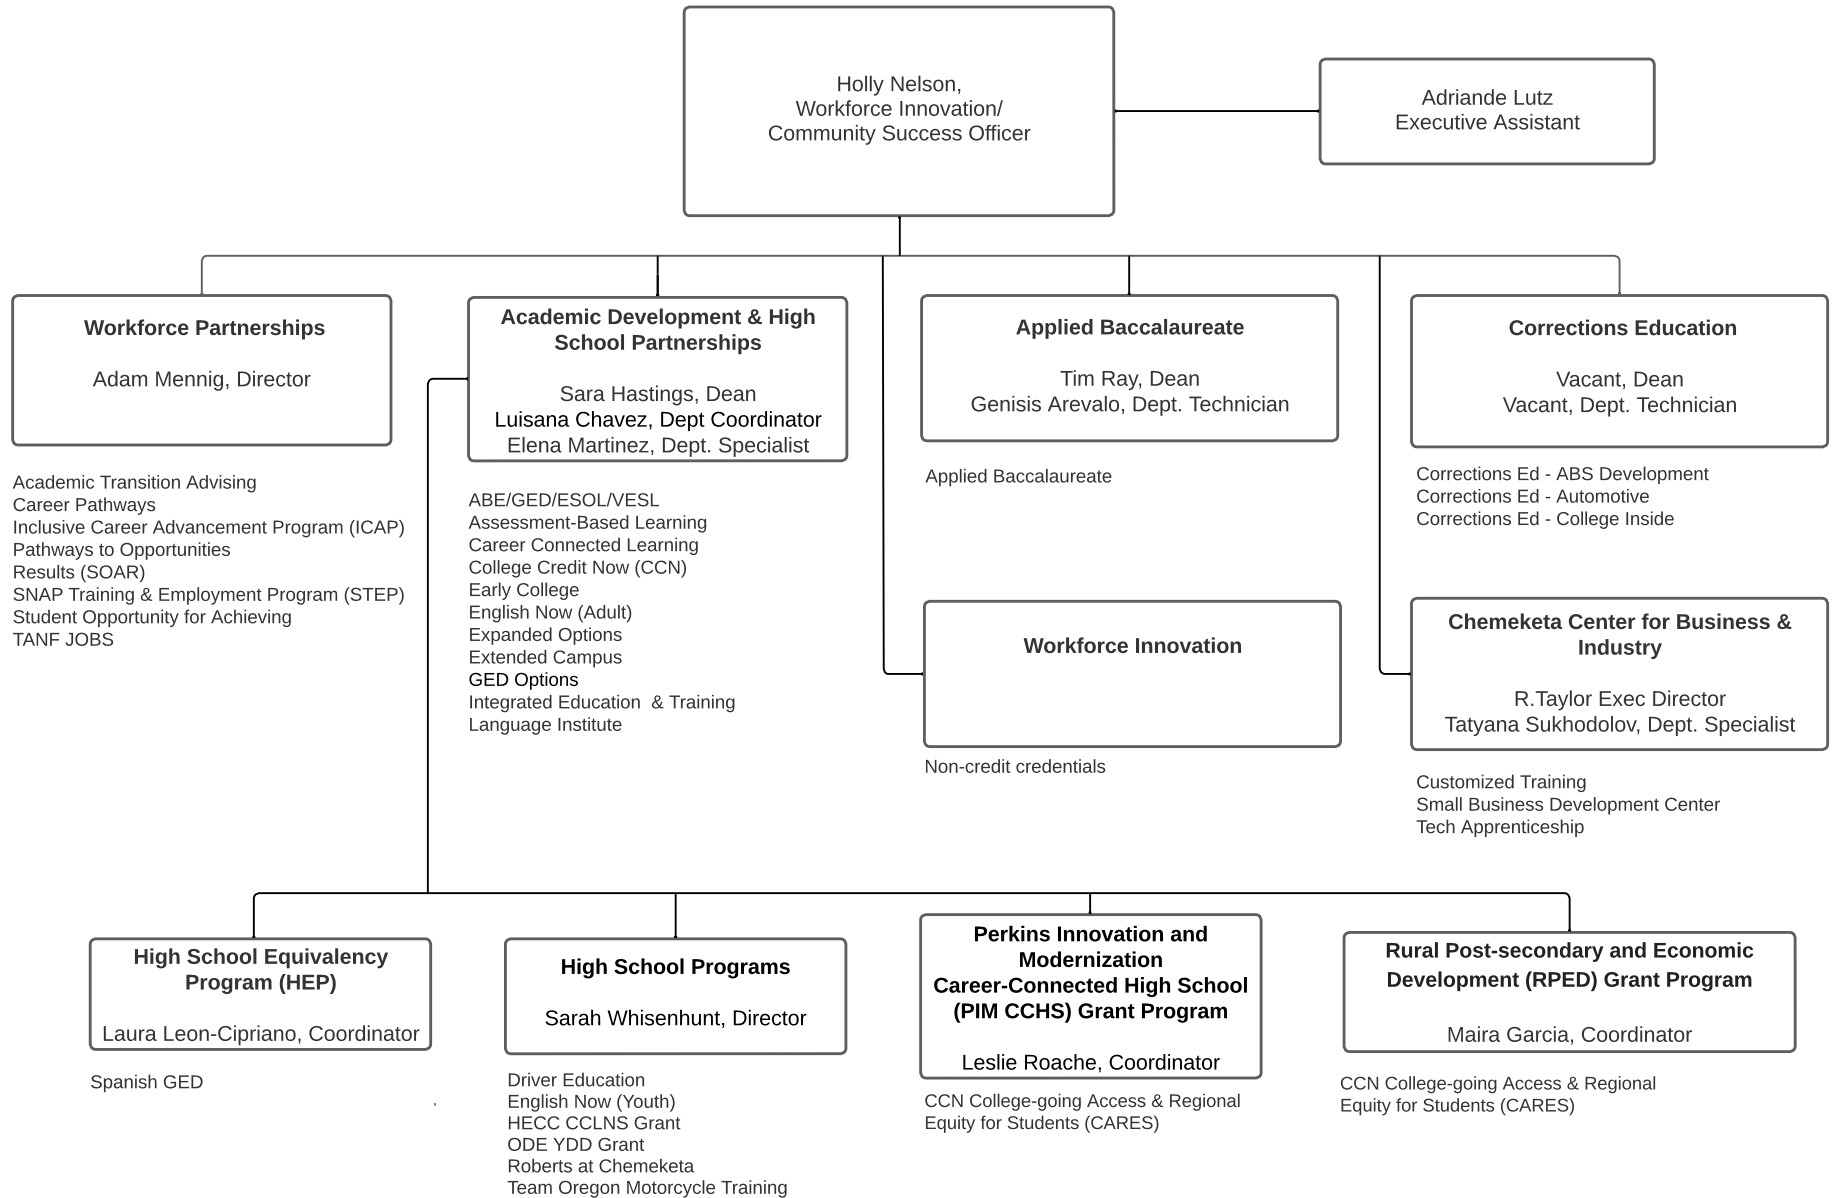 Holly Nelson,
Workforce Innovation/
Community Success Officer
Adriande Lutz
Executive Assistant
Workforce Partnerships
Adam Mennig, Director
Academic Transition Advising
Career Pathways
Inclusive Career Advancement Program (ICAP)
Pathways to Opportunities
Results (SOAR)
SNAP Training & Employment Program (STEP)
Student Opportunity for Achieving
TANF JOBS
Academic Development & High
School Partnerships
Sara Hastings, Dean
Luisana Chavez, Dept Coordinator
Elena Martinez, Dept. Specialist
ABE/GED/ESOL/VESL
Assessment-Based Learning
Career Connected Learning
College Credit Now (CCN)
Early College
English Now (Adult)
Expanded Options
Extended Campus
GED Options
Integrated Education  & Training
Language Institute
Applied Baccalaureate
Tim Ray, Dean
Genisis Arevalo, Dept. Technician
Applied Baccalaureate
Workforce Innovation
Non-credit credentials
Corrections Education
Vacant, Dean
Vacant, Dept. Technician
Corrections Ed - ABS Development
Corrections Ed - Automotive
Corrections Ed - College Inside
Chemeketa Center for Business &
Industry
R.Taylor Exec Director
Tatyana Sukhodolov, Dept. Specialist
Customized Training
Small Business Development Center
Tech Apprenticeship
High School Equivalency
Program (HEP)
Laura Leon-Cipriano, Coordinator
Spanish GED
High School Programs
Sarah Whisenhunt, Director
Driver Education
English Now (Youth)
HECC CCLNS Grant
ODE YDD Grant
Roberts at Chemeketa
Team Oregon Motorcycle Training
Perkins Innovation and
Modernization
Career-Connected High School
(PIM CCHS) Grant Program
Leslie Roache, Coordinator
CCN College-going Access & Regional
Equity for Students (CARES)
Rural Post-secondary and Economic
Development (RPED) Grant Program
Maira Garcia, Coordinator
CCN College-going Access & Regional
Equity for Students (CARES)